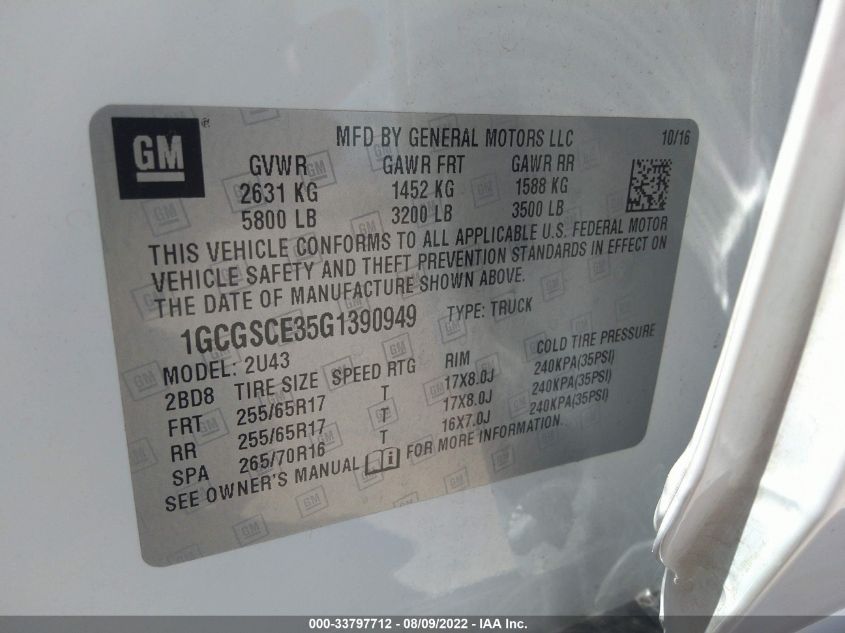 GM ®
MFD BY GENERAL MOTORS LLC 10/16
GVWR GAWR FRT GAWR RR
2631 KG 1452 KG 1588 KG
5800 LB 3200 LB 3500 LB
THIS VEHICLE CONFORMS TO ALL APPLICABLE U.S. FEDERAL MOTOR
VEHICLE SAFETY AND THEFT PREVENTION STANDARDS IN EFFECT ON
THE DATE OF MANUFACTURE SHOWN ABOVE.
1GCGSCE35G1390949 TYPE: TRUCK
MODEL: 2U43
2BD8 TIRE SIZE SPEED RTG RIM COLD TIRE PRESSURE
FRT 255/65R17 T 17X8.0J 240KPA(35PSI)
RR 255/65R17 T 17X8.0J 240KPA(35PSI)
SPA 265/70R16 T 16X7.0J 240KPA(35PSI)
SEE OWNER'S MANUAL FOR MORE INFORMATION.
000-33797712 - 08/09/2022 - IAA Inc.